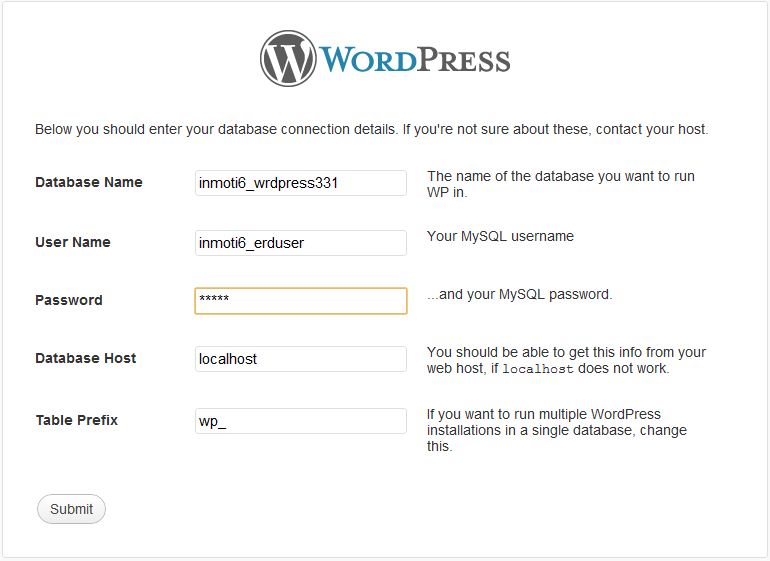 WORDPRESS
Below you should enter your database connection details. If you're not sure about these, contact your host.
Database Name
inmoti6_wrdpress331
The name of the database you want to run
WP in.
User Name
inmoti6_erduser
Your MySQL username
Password
*****
...and your MySQL password.
Database Host
localhost
You should be able to get this info from your
web host, if localhost does not work.
Table Prefix
wp_
If you want to run multiple WordPress
installations in a single database, change
this.
Submit